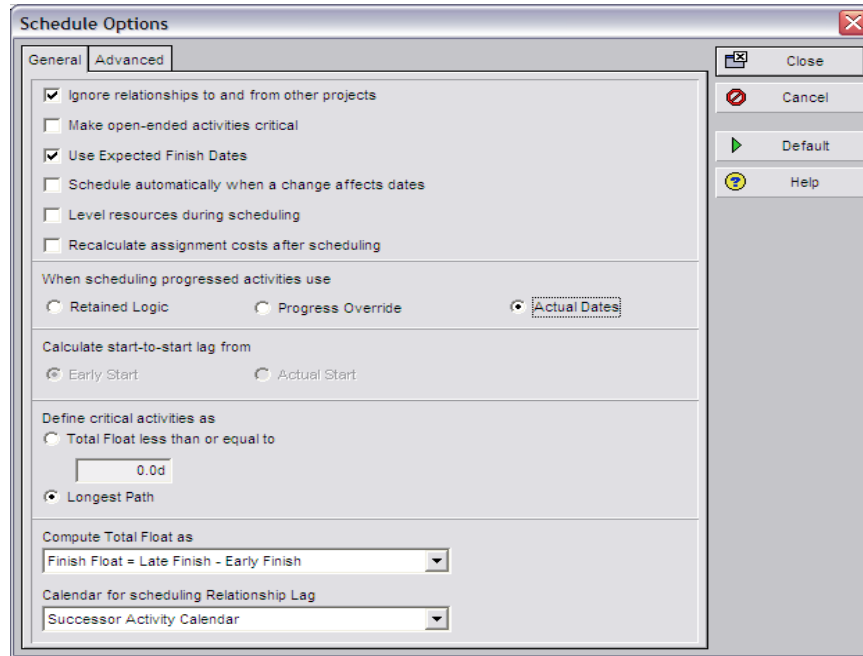 Schedule Options
General Advanced
Ignore relationships to and from other projects
Make open-ended activities critical
Use Expected Finish Dates
Schedule automatically when a change affects dates
Level resources during scheduling
Recalculate assignment costs after scheduling
When scheduling progressed activities use
Retained Logic Progress Override Actual Dates
Calculate start-to-start lag from
Early Start Actual Start
Define critical activities as
Total Float less than or equal to
0.0d
Longest Path
Compute Total Float as
Finish Float = Late Finish - Early Finish
Calendar for scheduling Relationship Lag
Successor Activity Calendar
Close
Cancel
Default
Help